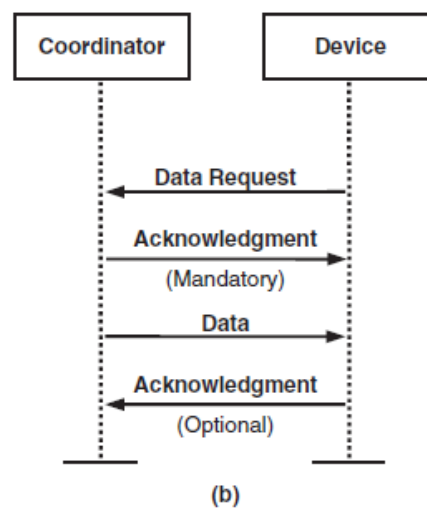 Coordinator
Device
Data Request
Acknowledgment
(Mandatory)
Data
Acknowledgment
(Optional)
(b)